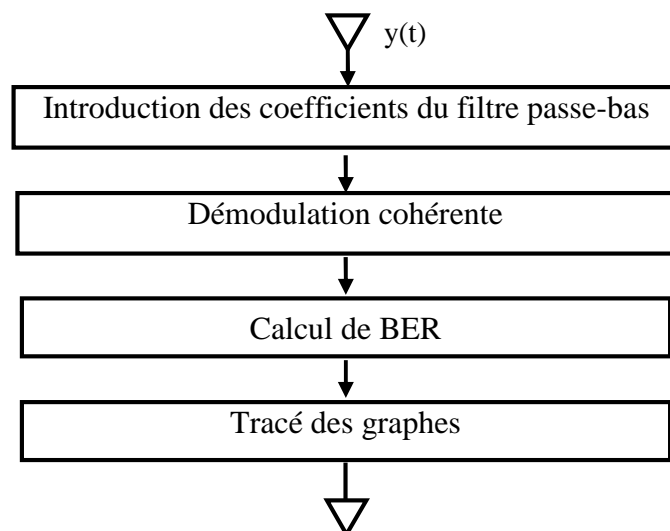 y(t)
Introduction des coefficients du filtre passe-bas
Démodulation cohérente
Calcul de BER
Tracé des graphes